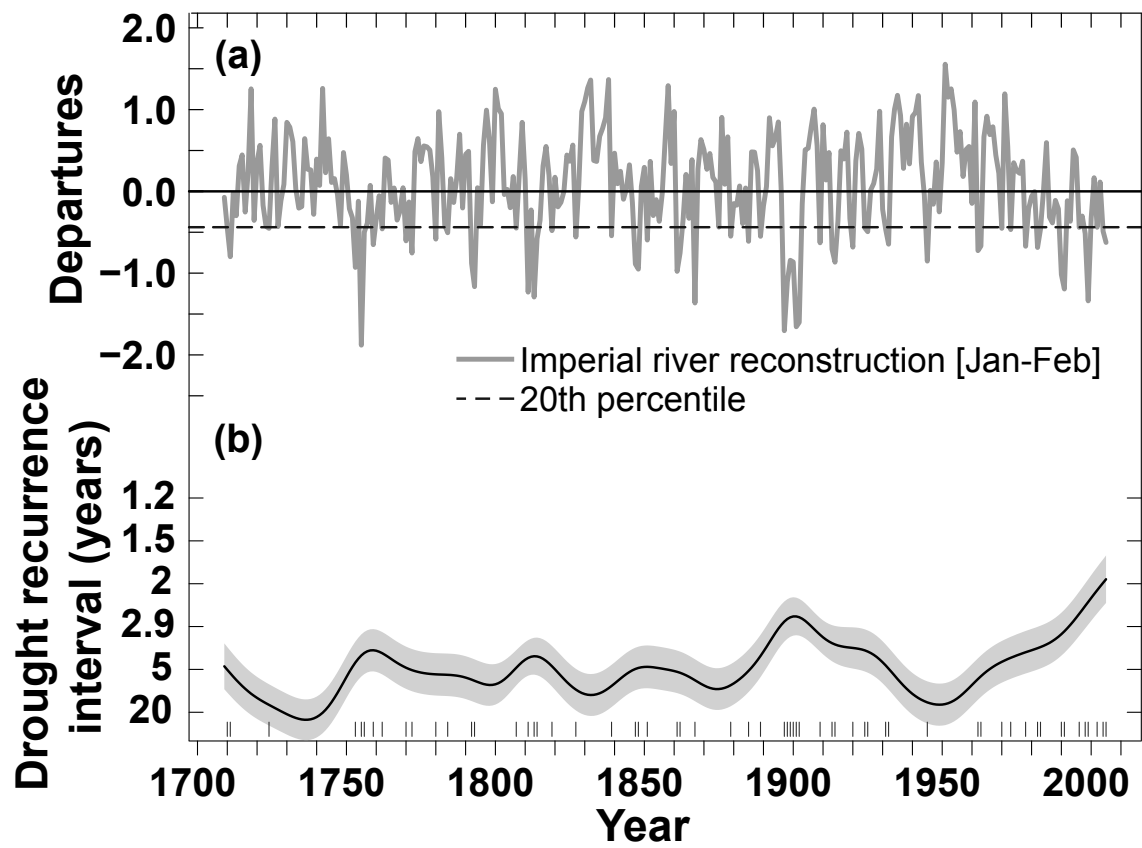 (a)
Departures
2.0
1.0
0.0
−1.0
−2.0
Imperial river reconstruction [Jan-Feb]
20th percentile
(b)
Drought recurrence
interval (years)
1.2
1.5
2
2.9
5
20
1700
1750
1800
1850
1900
1950
2000
Year